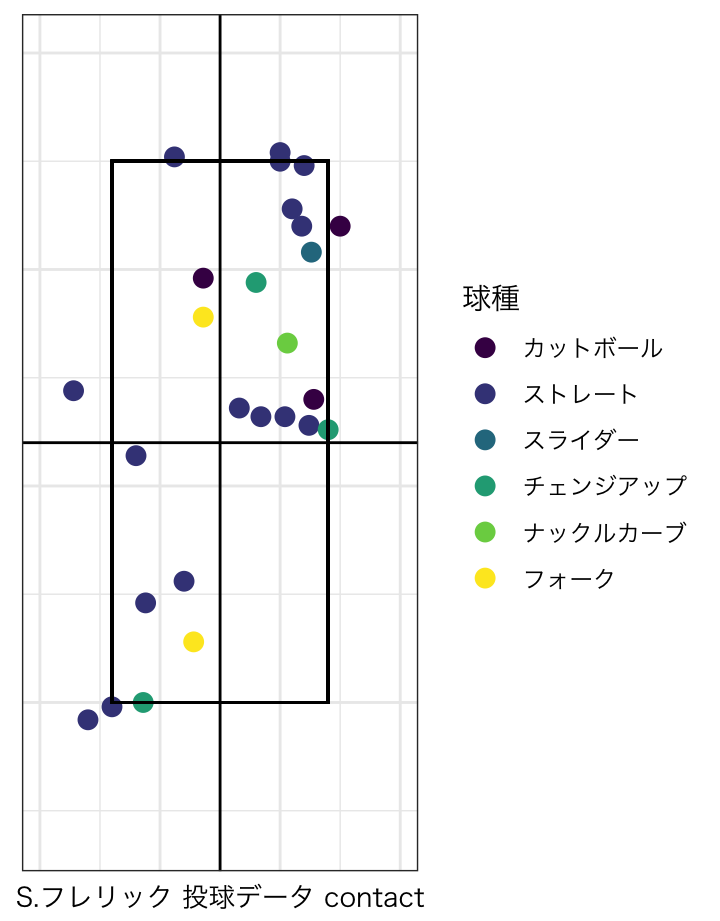 球種
カットボール
ストレート
スライダー
チェンジアップ
ナックルカーブ
フォーク
S.フレリック 投球データ contact